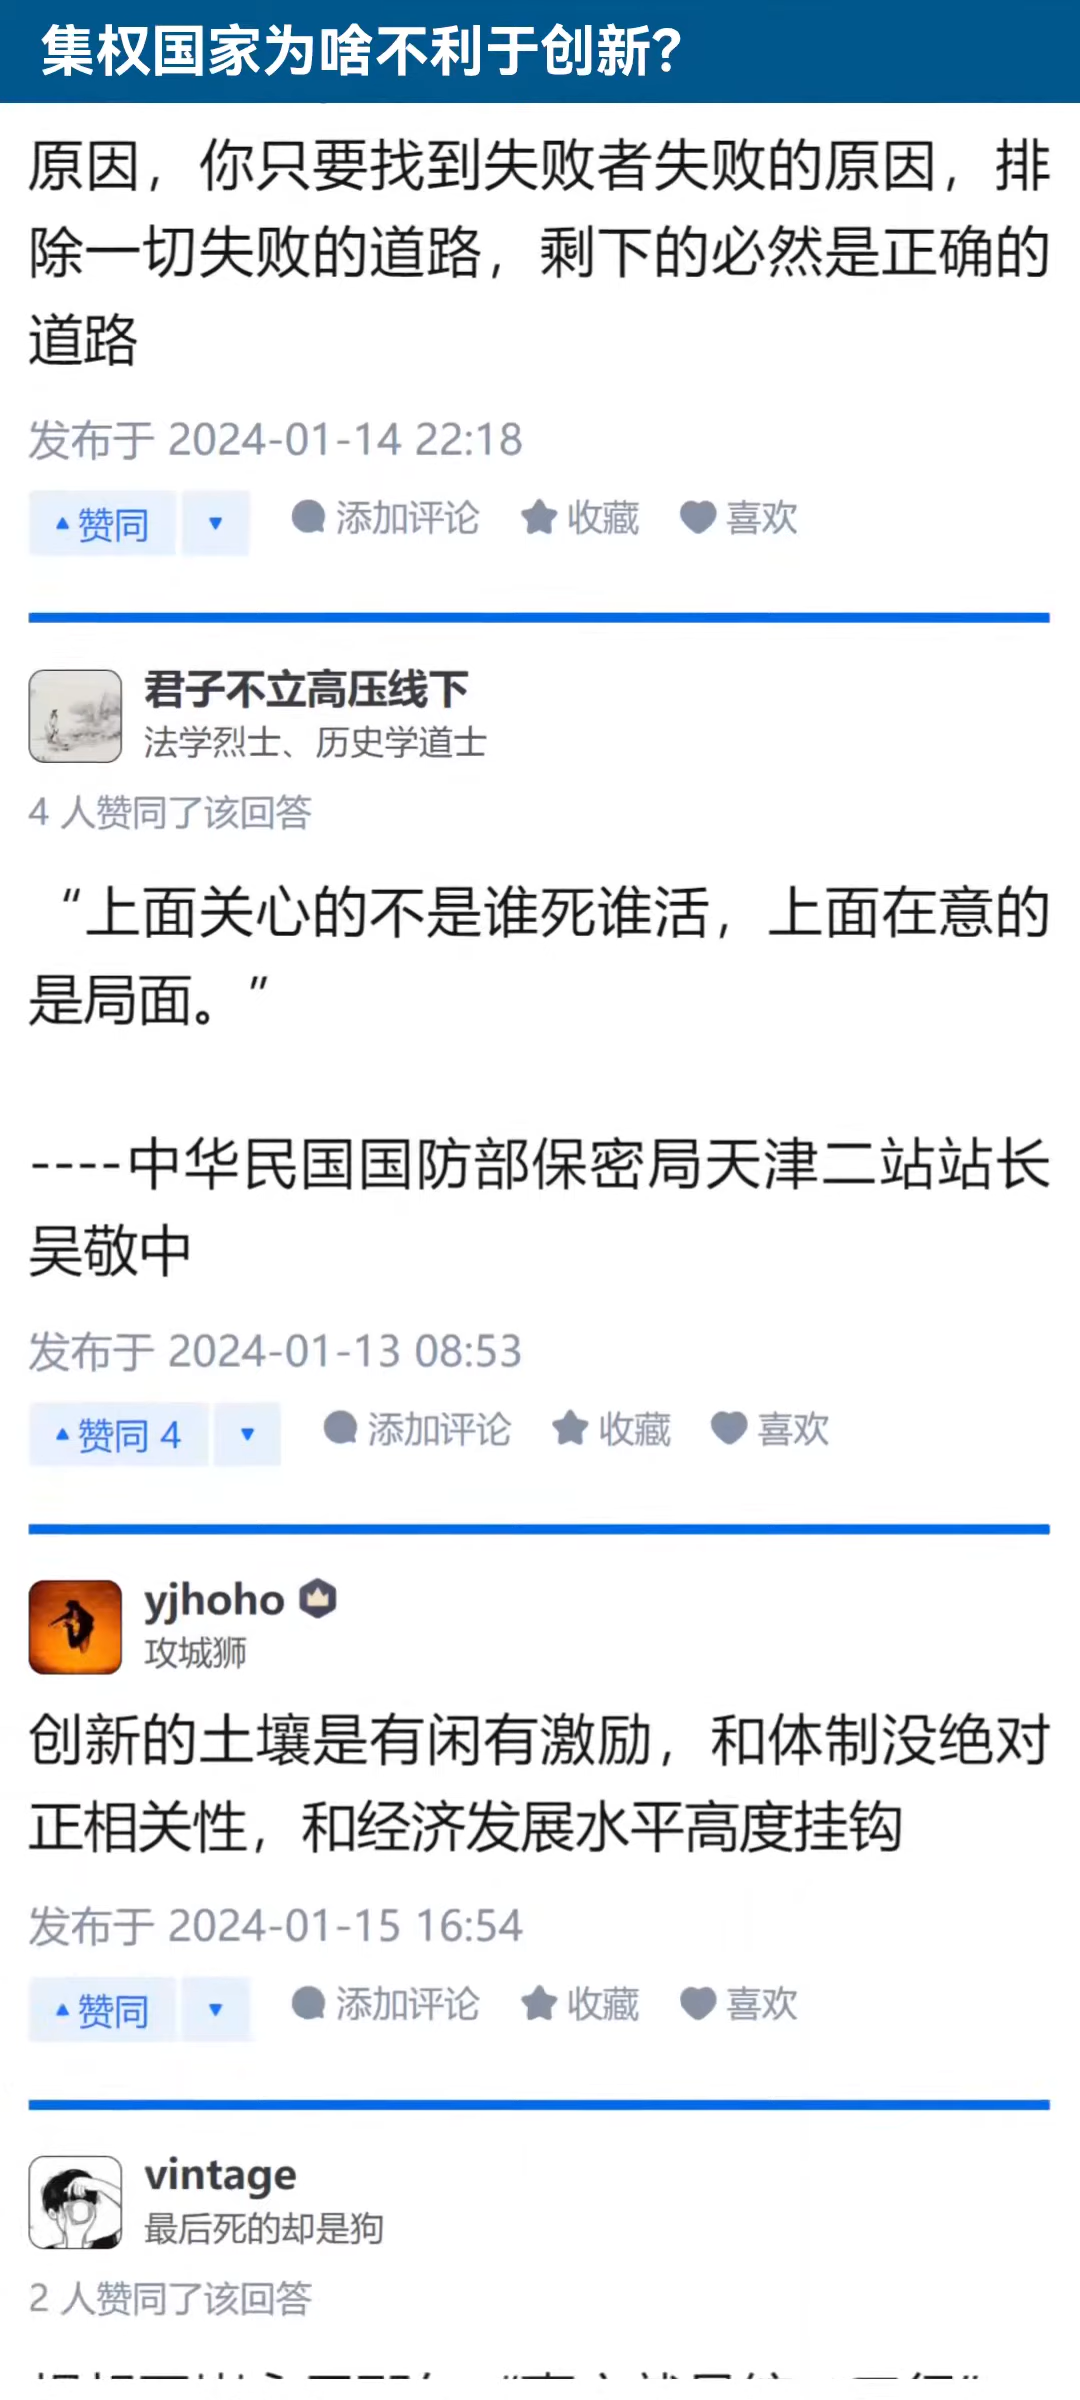 集权国家为啥不利于创新？
原因，你只要找到失败者失败的原因，排
除一切失败的道路，剩下的必然是正确的
道路
发布于 2024-01-14 22:18
赞同
添加评论
收藏
喜欢
君子不立高压线下
法学烈士、历史学道士
4 人赞同了该回答
“上面关心的不是谁死谁活，上面在意的
是局面。”
----中华民国国防部保密局天津二站站长
吴敬中
发布于 2024-01-13 08:53
赞同 4
添加评论
收藏
喜欢
yjhoho
攻城狮
创新的土壤是有闲有激励，和体制没绝对
正相关性，和经济发展水平高度挂钩
发布于 2024-01-15 16:54
赞同
添加评论
收藏
喜欢
vintage
最后死的却是狗
2 人赞同了该回答